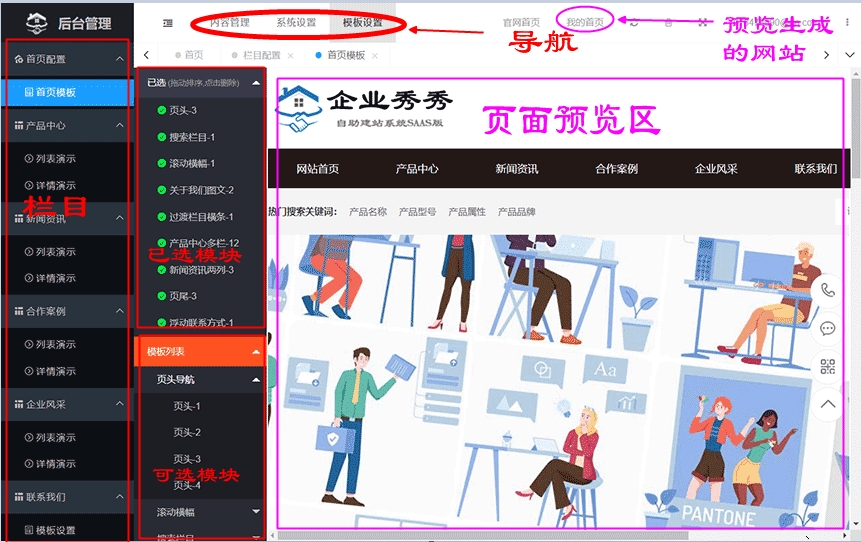 后台管理
内容管理 系统设置 模板设置
官网首页 我的首页
导航
预览生成
的网站
首页 栏目配置 首页模板
首页配置
首页模板
产品中心
列表演示
详情演示
栏目
新闻资讯
列表演示
详情演示
合作案例
列表演示
详情演示
企业风采
列表演示
详情演示
联系我们
模板设置
已选 (拖动排序,点击删除)
页头-3
搜索栏目-1
滚动横幅-1
关于我们图文-2
过渡栏目横条-1
产品中心多栏-12
已选模块
新闻资讯两列-3
页尾-3
浮动联系方式-1
模板列表
页头导航
页头-1
页头-2
页头-3
可选模块
页头-4
滚动横幅
搜索栏目
企业秀秀
自助建站系统SAAS版
页面预览区
网站首页 产品中心 新闻资讯 合作案例 企业风采 联系我们
热门搜索关键词: 产品名称 产品型号 产品属性 产品品牌
Aa
PANTONE